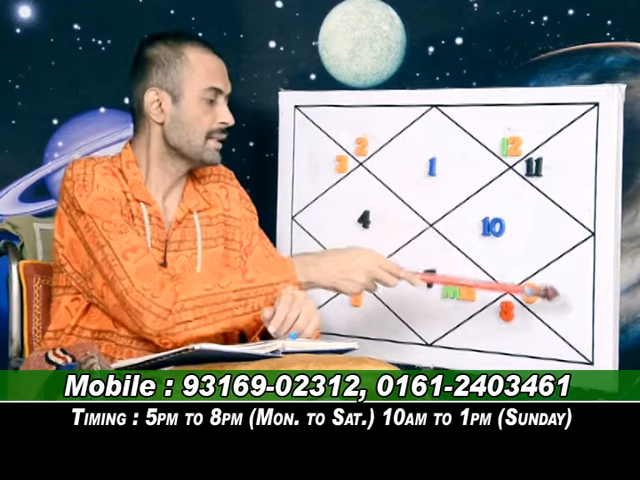 2 12
3 1 11
4 10
ma
8
Mobile : 93169-02312, 0161-2403461
Timing : 5pm to 8pm (Mon. to Sat.) 10am to 1pm (Sunday)